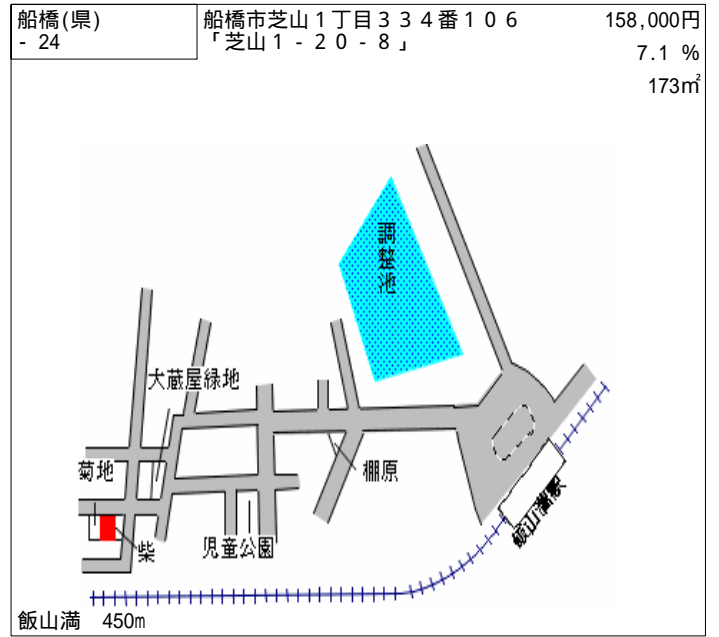 船橋(県)
- 24
船橋市芝山１丁目３３４番１０６
「芝山１-２０-８」
158,000円
7.1 %
173㎡
調整池
大蔵屋緑地
菊地
棚原
柴
児童公園
飯山満駅
飯山満 450m